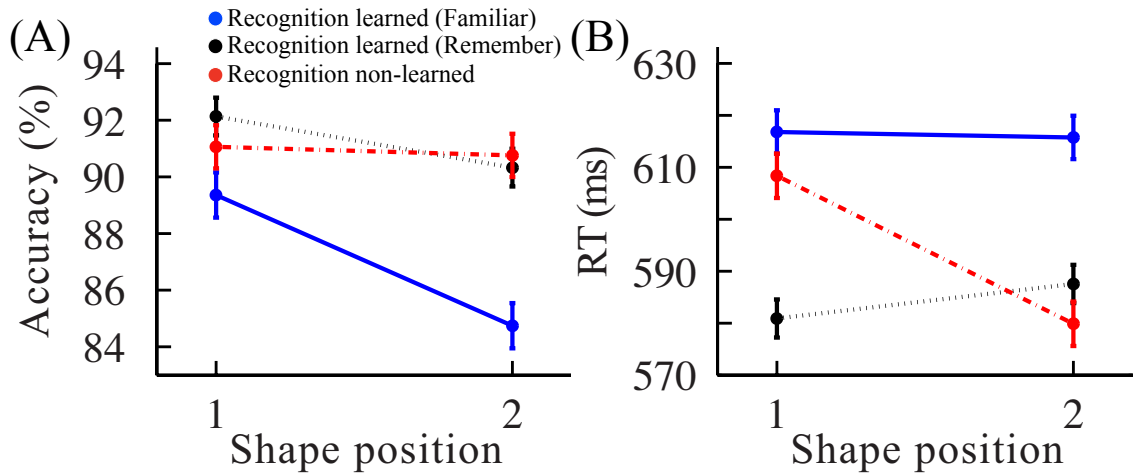 (A)
Recognition learned (Familiar)
Recognition learned (Remember)
Recognition non-learned
Accuracy (%)
94
92
90
88
86
84
1 2
Shape position
(B)
RT (ms)
630
610
590
570
1 2
Shape position